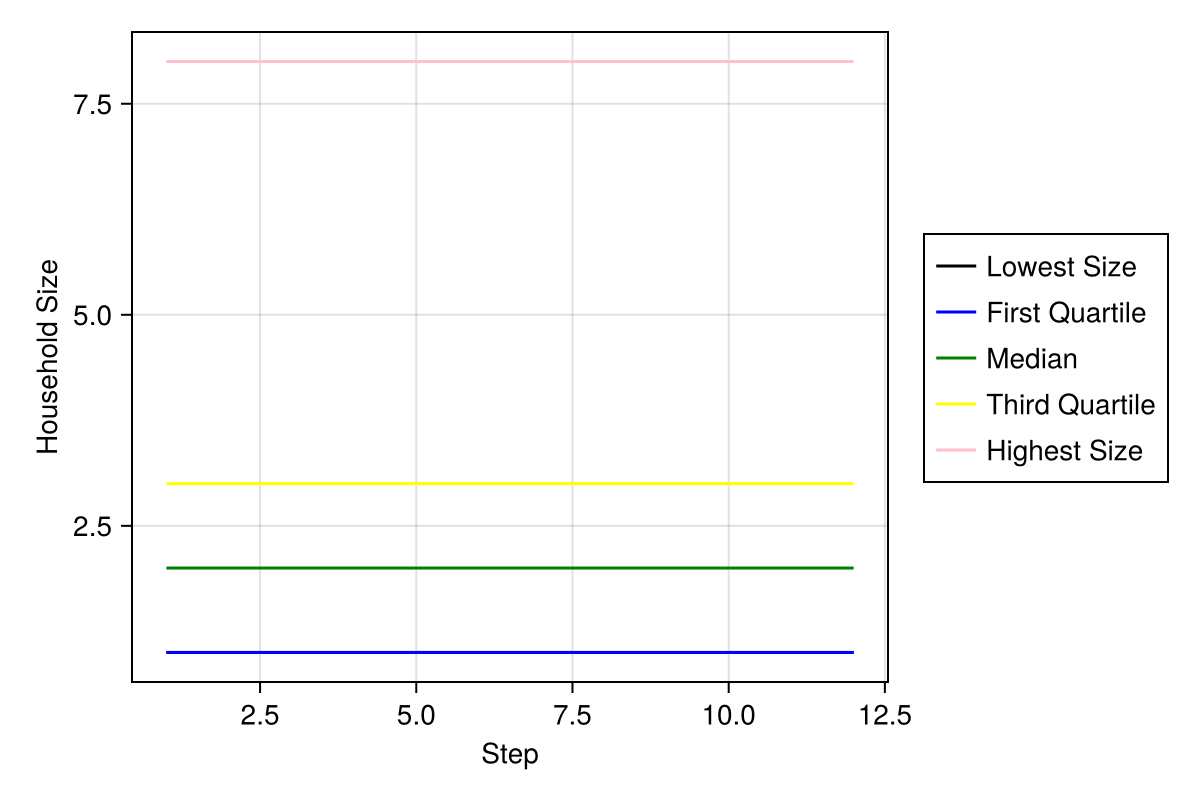 7.5
5.0
2.5
Household Size
2.5 5.0 7.5 10.0 12.5
Step
Lowest Size
First Quartile
Median
Third Quartile
Highest Size